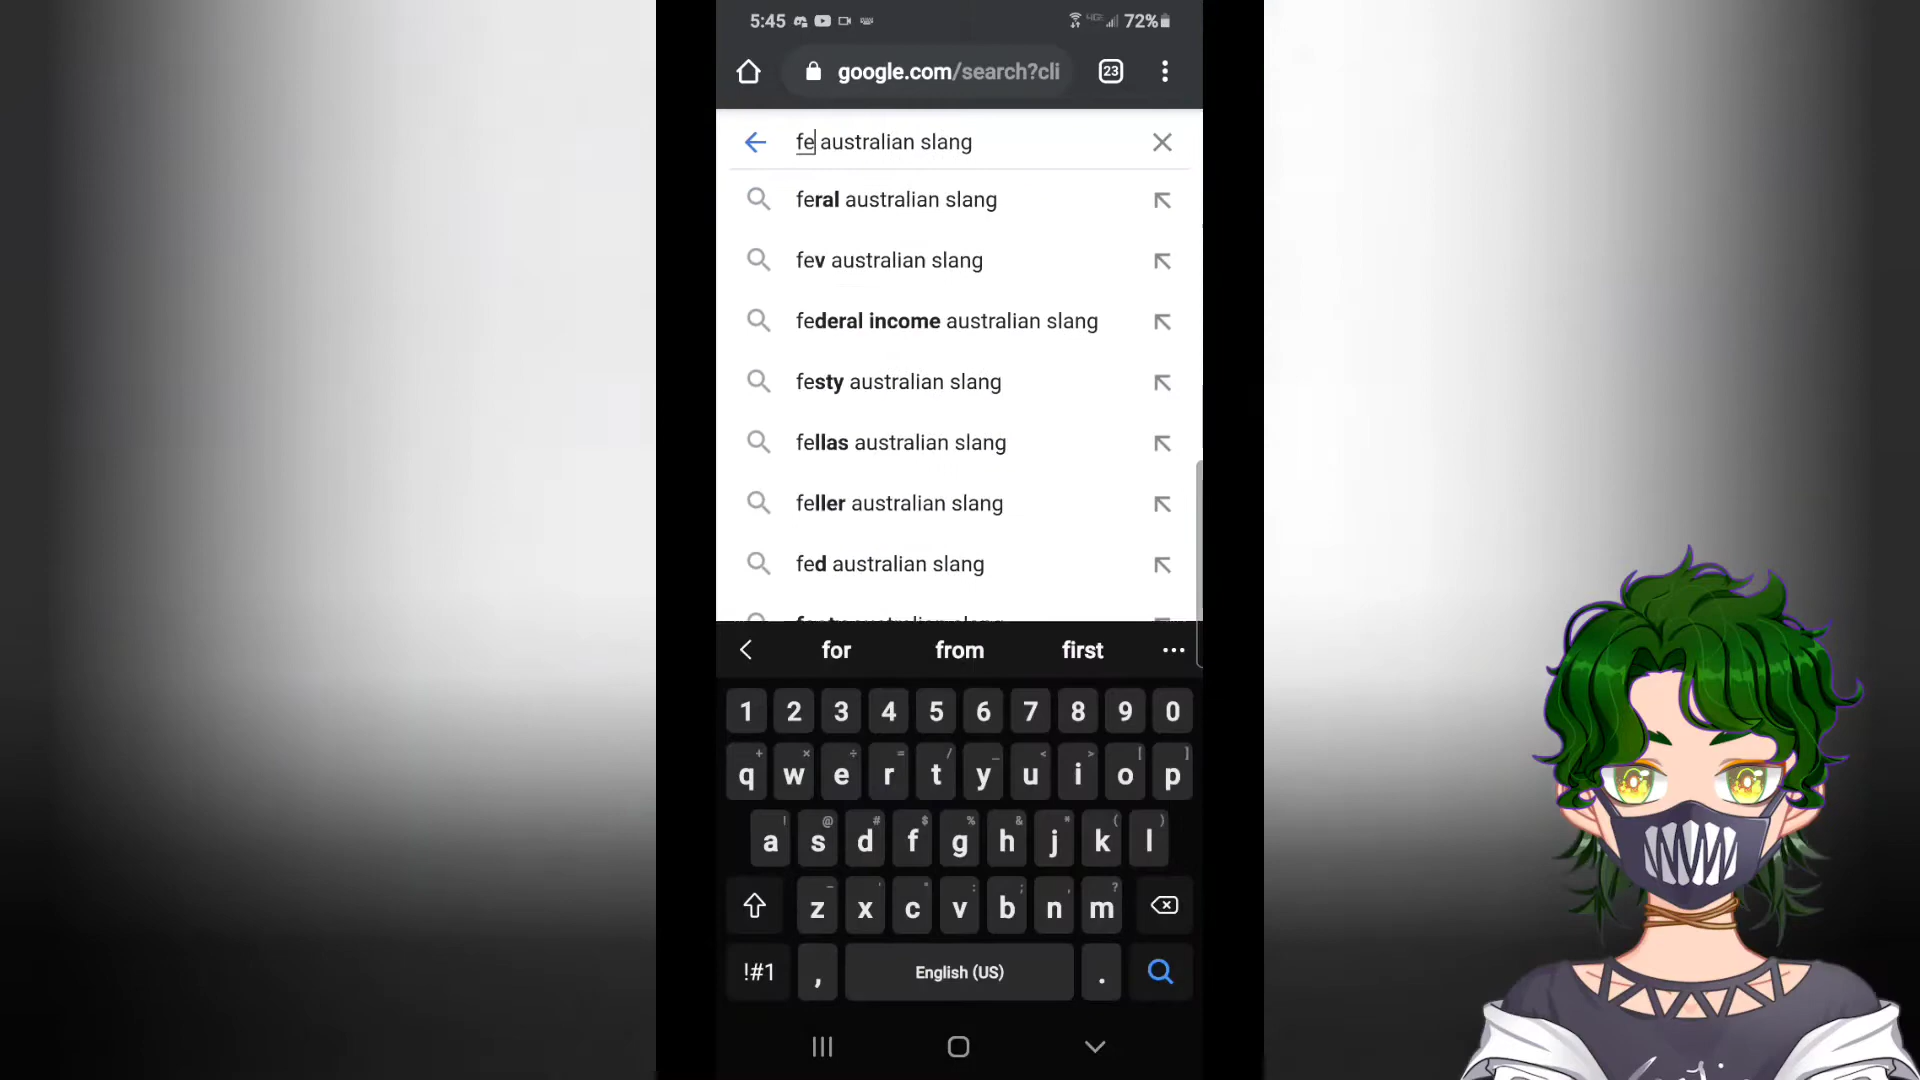 5:45 72%
google.com/search?cli 23
fe australian slang
feral australian slang
fev australian slang
federal income australian slang
festy australian slang
fellas australian slang
feller australian slang
fed australian slang
for from first
1 2 3 4 5 6 7 8 9 0
q w e r t y u i o p
a s d f g h j k l
z x c v b n m
!#1 , English (US) .